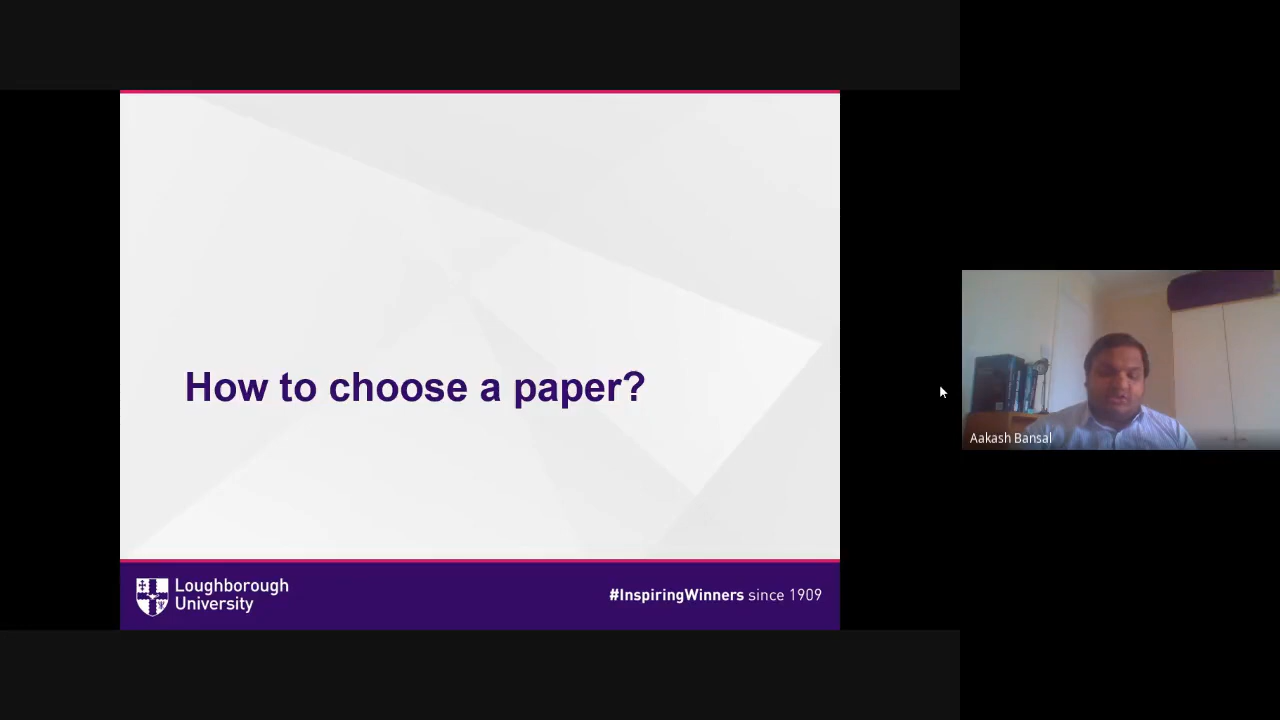 How to choose a paper?
Aakash Bansal
Loughborough
University
#InspiringWinners since 1909